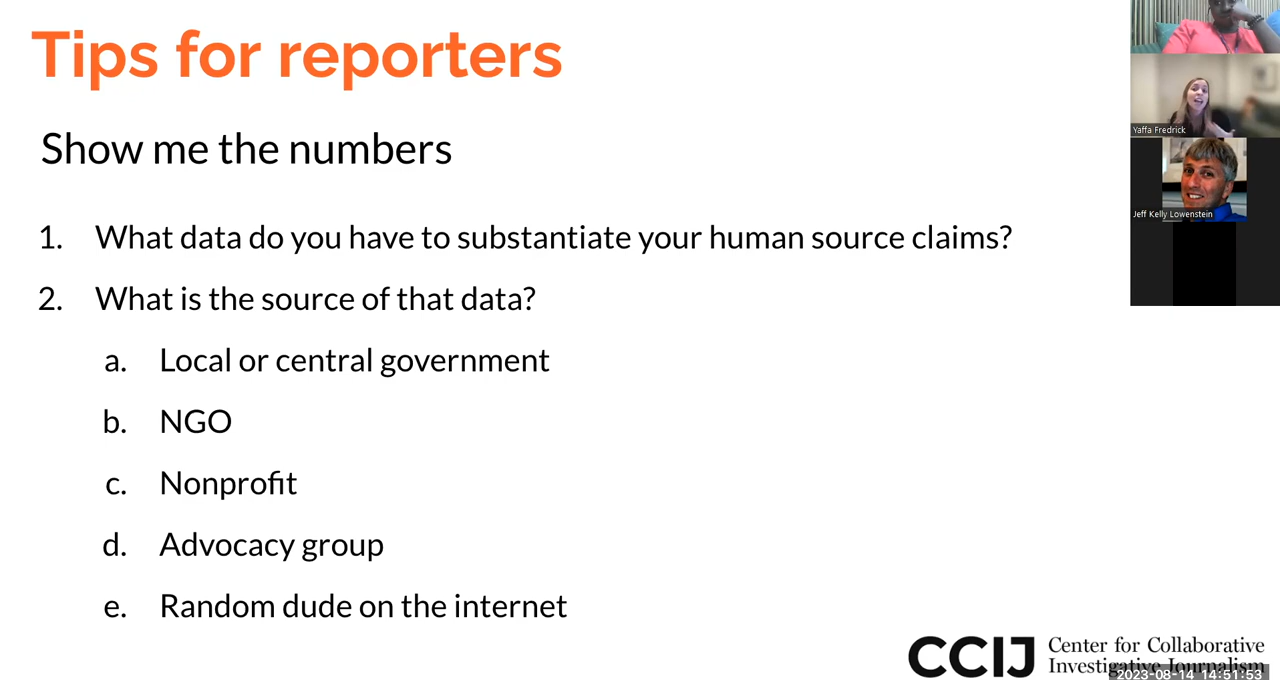 Tips for reporters
Show me the numbers
1. What data do you have to substantiate your human source claims?
2. What is the source of that data?
a. Local or central government
b. NGO
c. Nonprofit
d. Advocacy group
e. Random dude on the internet
Yaffa Fredrick
Jeff Kelly Lowenstein
CCIJ Center for Collaborative
Investigative Journalism
2023-08-14 14:51:53